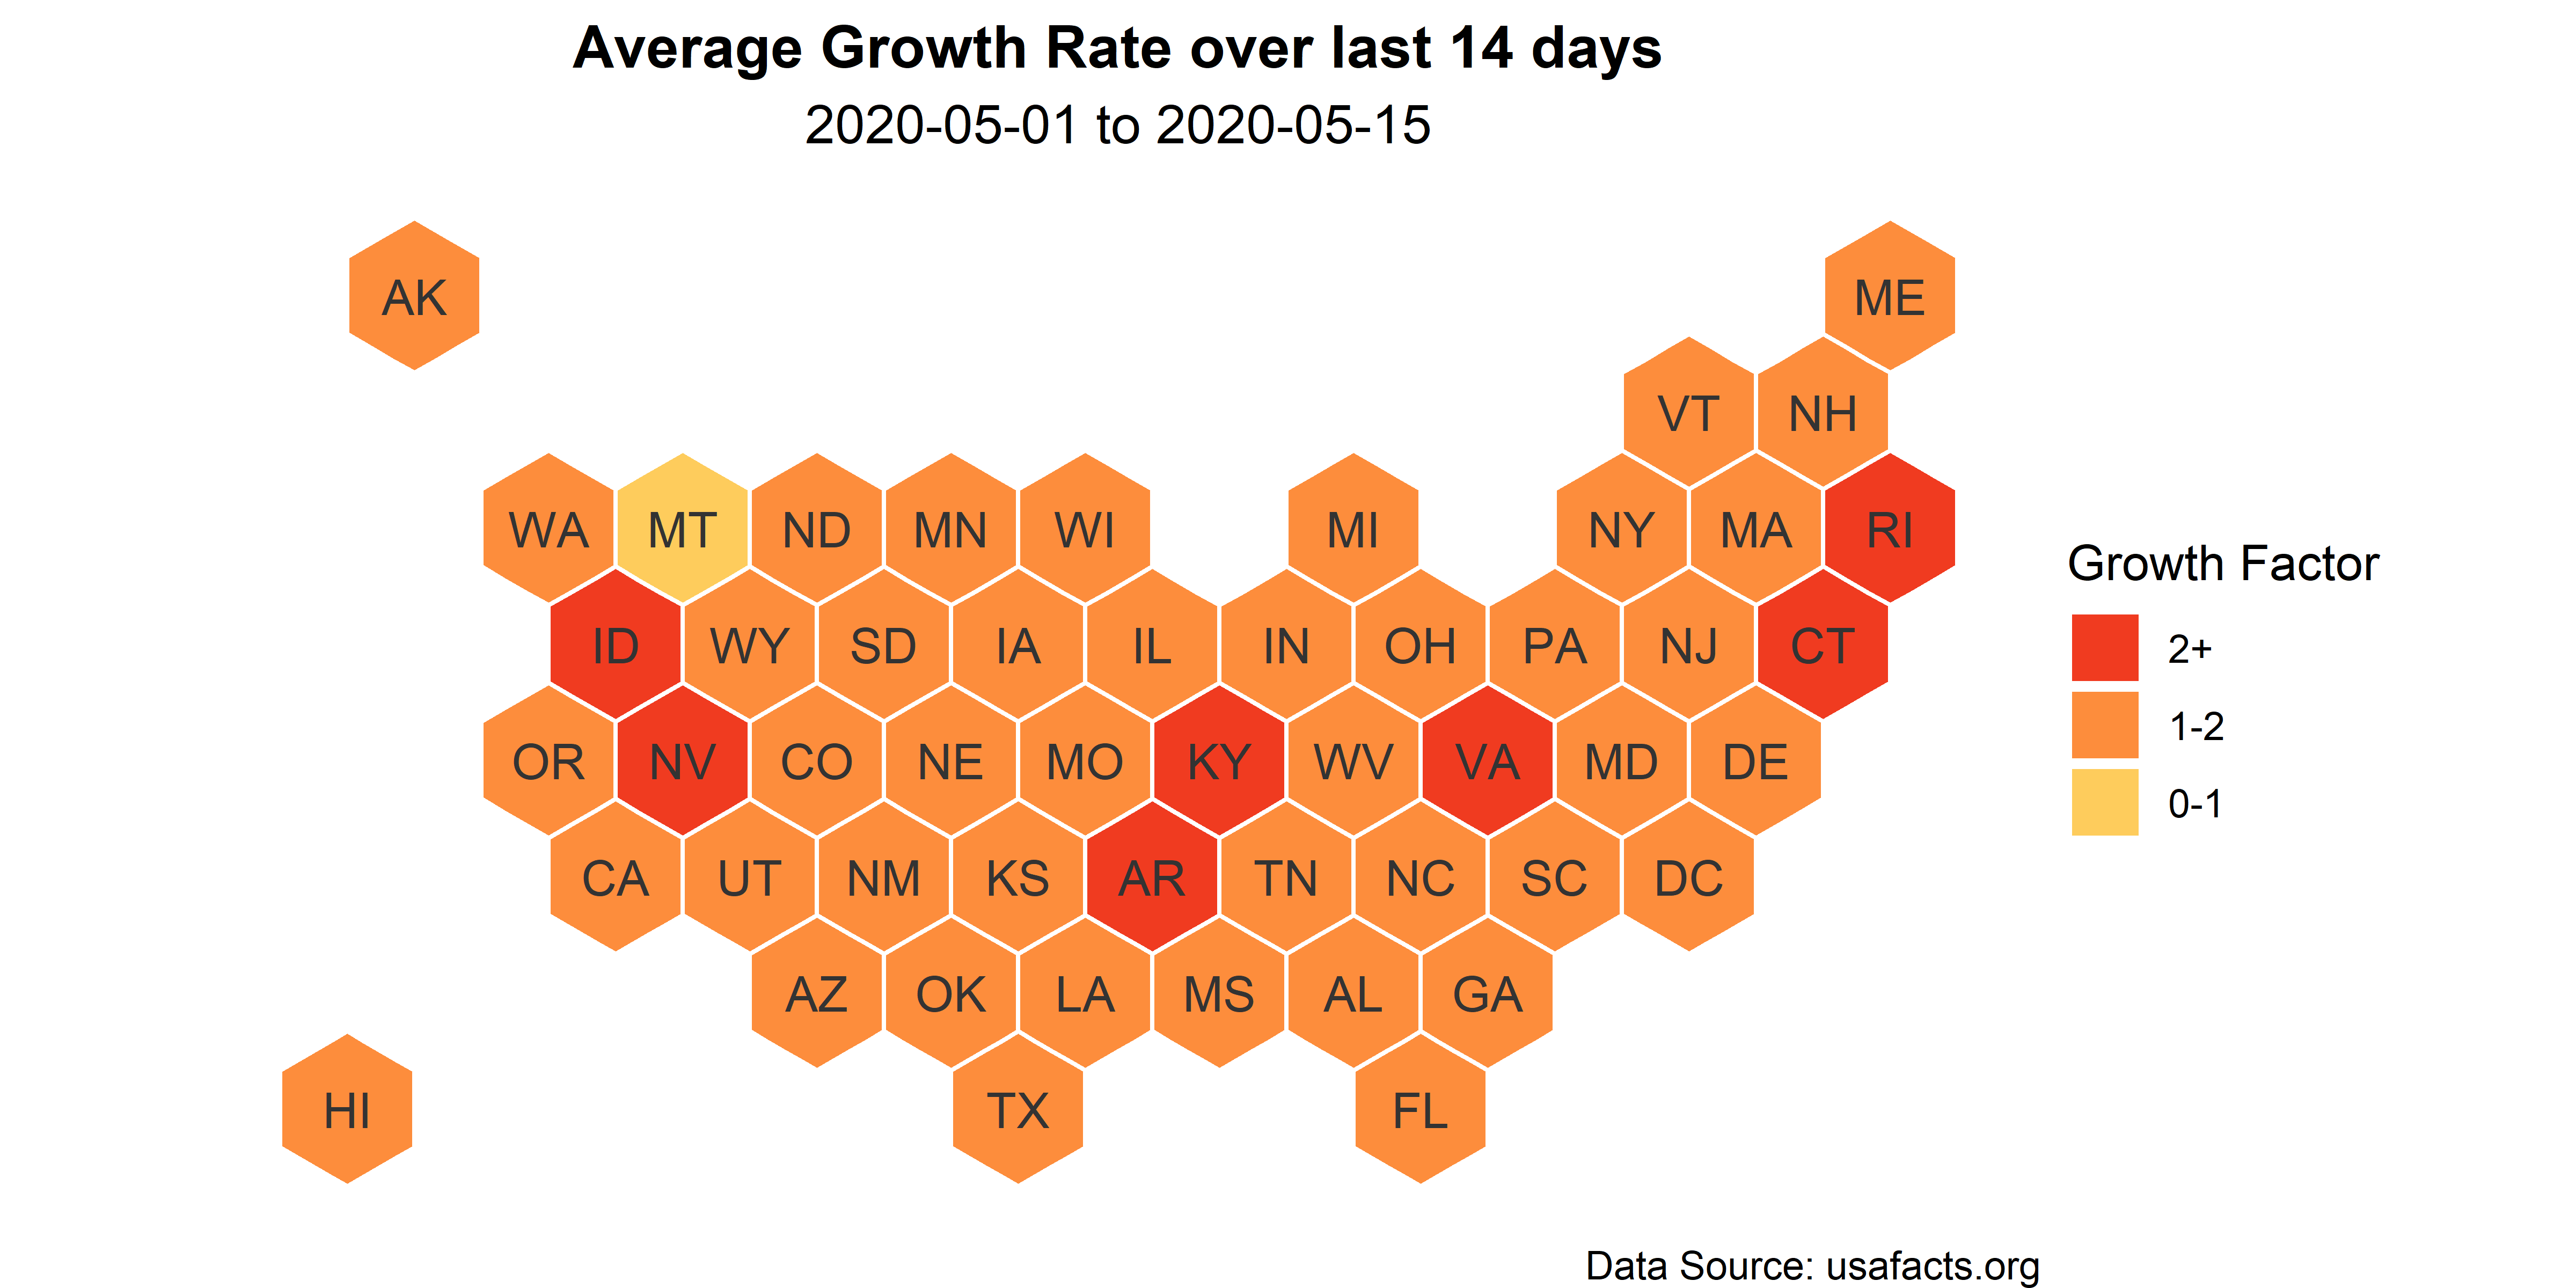 Average Growth Rate over last 14 days
2020-05-01 to 2020-05-15
AK ME
VT NH
WA MT ND MN WI MI NY MA RI
ID WY SD IA IL IN OH PA NJ CT
OR NV CO NE MO KY WV VA MD DE
CA UT NM KS AR TN NC SC DC
AZ OK LA MS AL GA
HI TX FL
Growth Factor
2+
1-2
0-1
Data Source: usafacts.org